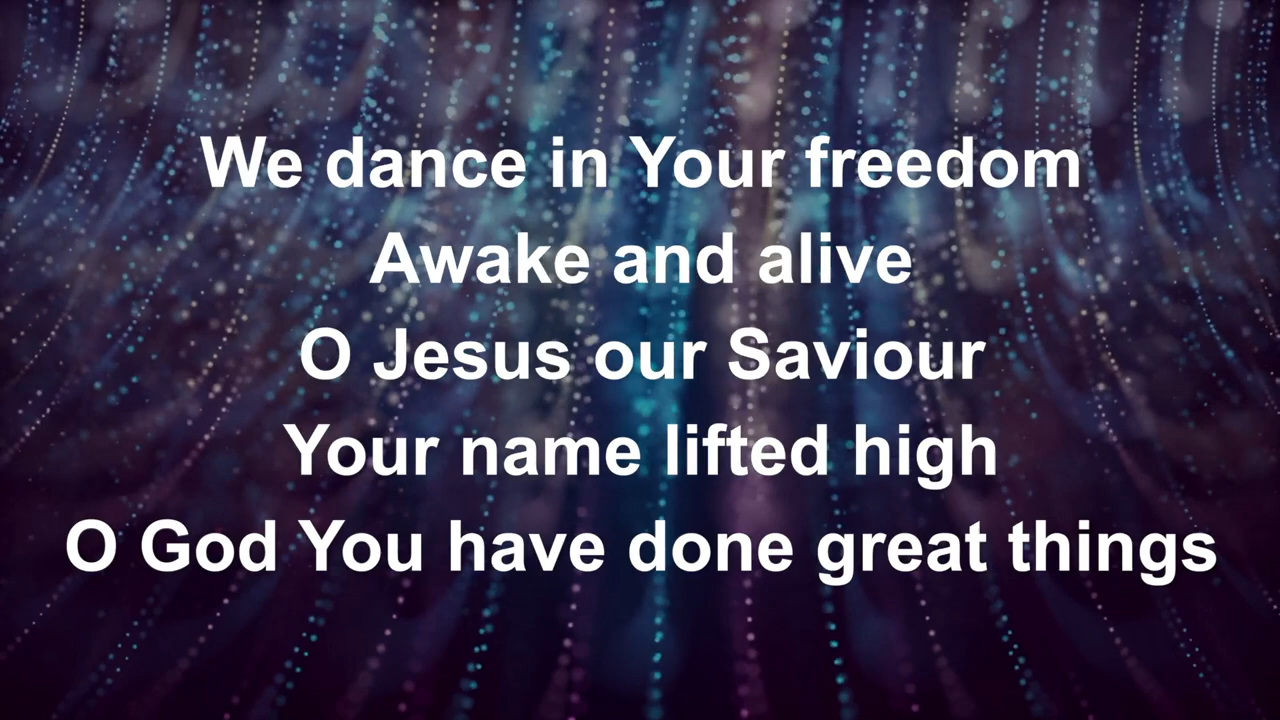 We dance in Your freedom
Awake and alive
O Jesus our Saviour
Your name lifted high
O God You have done great things